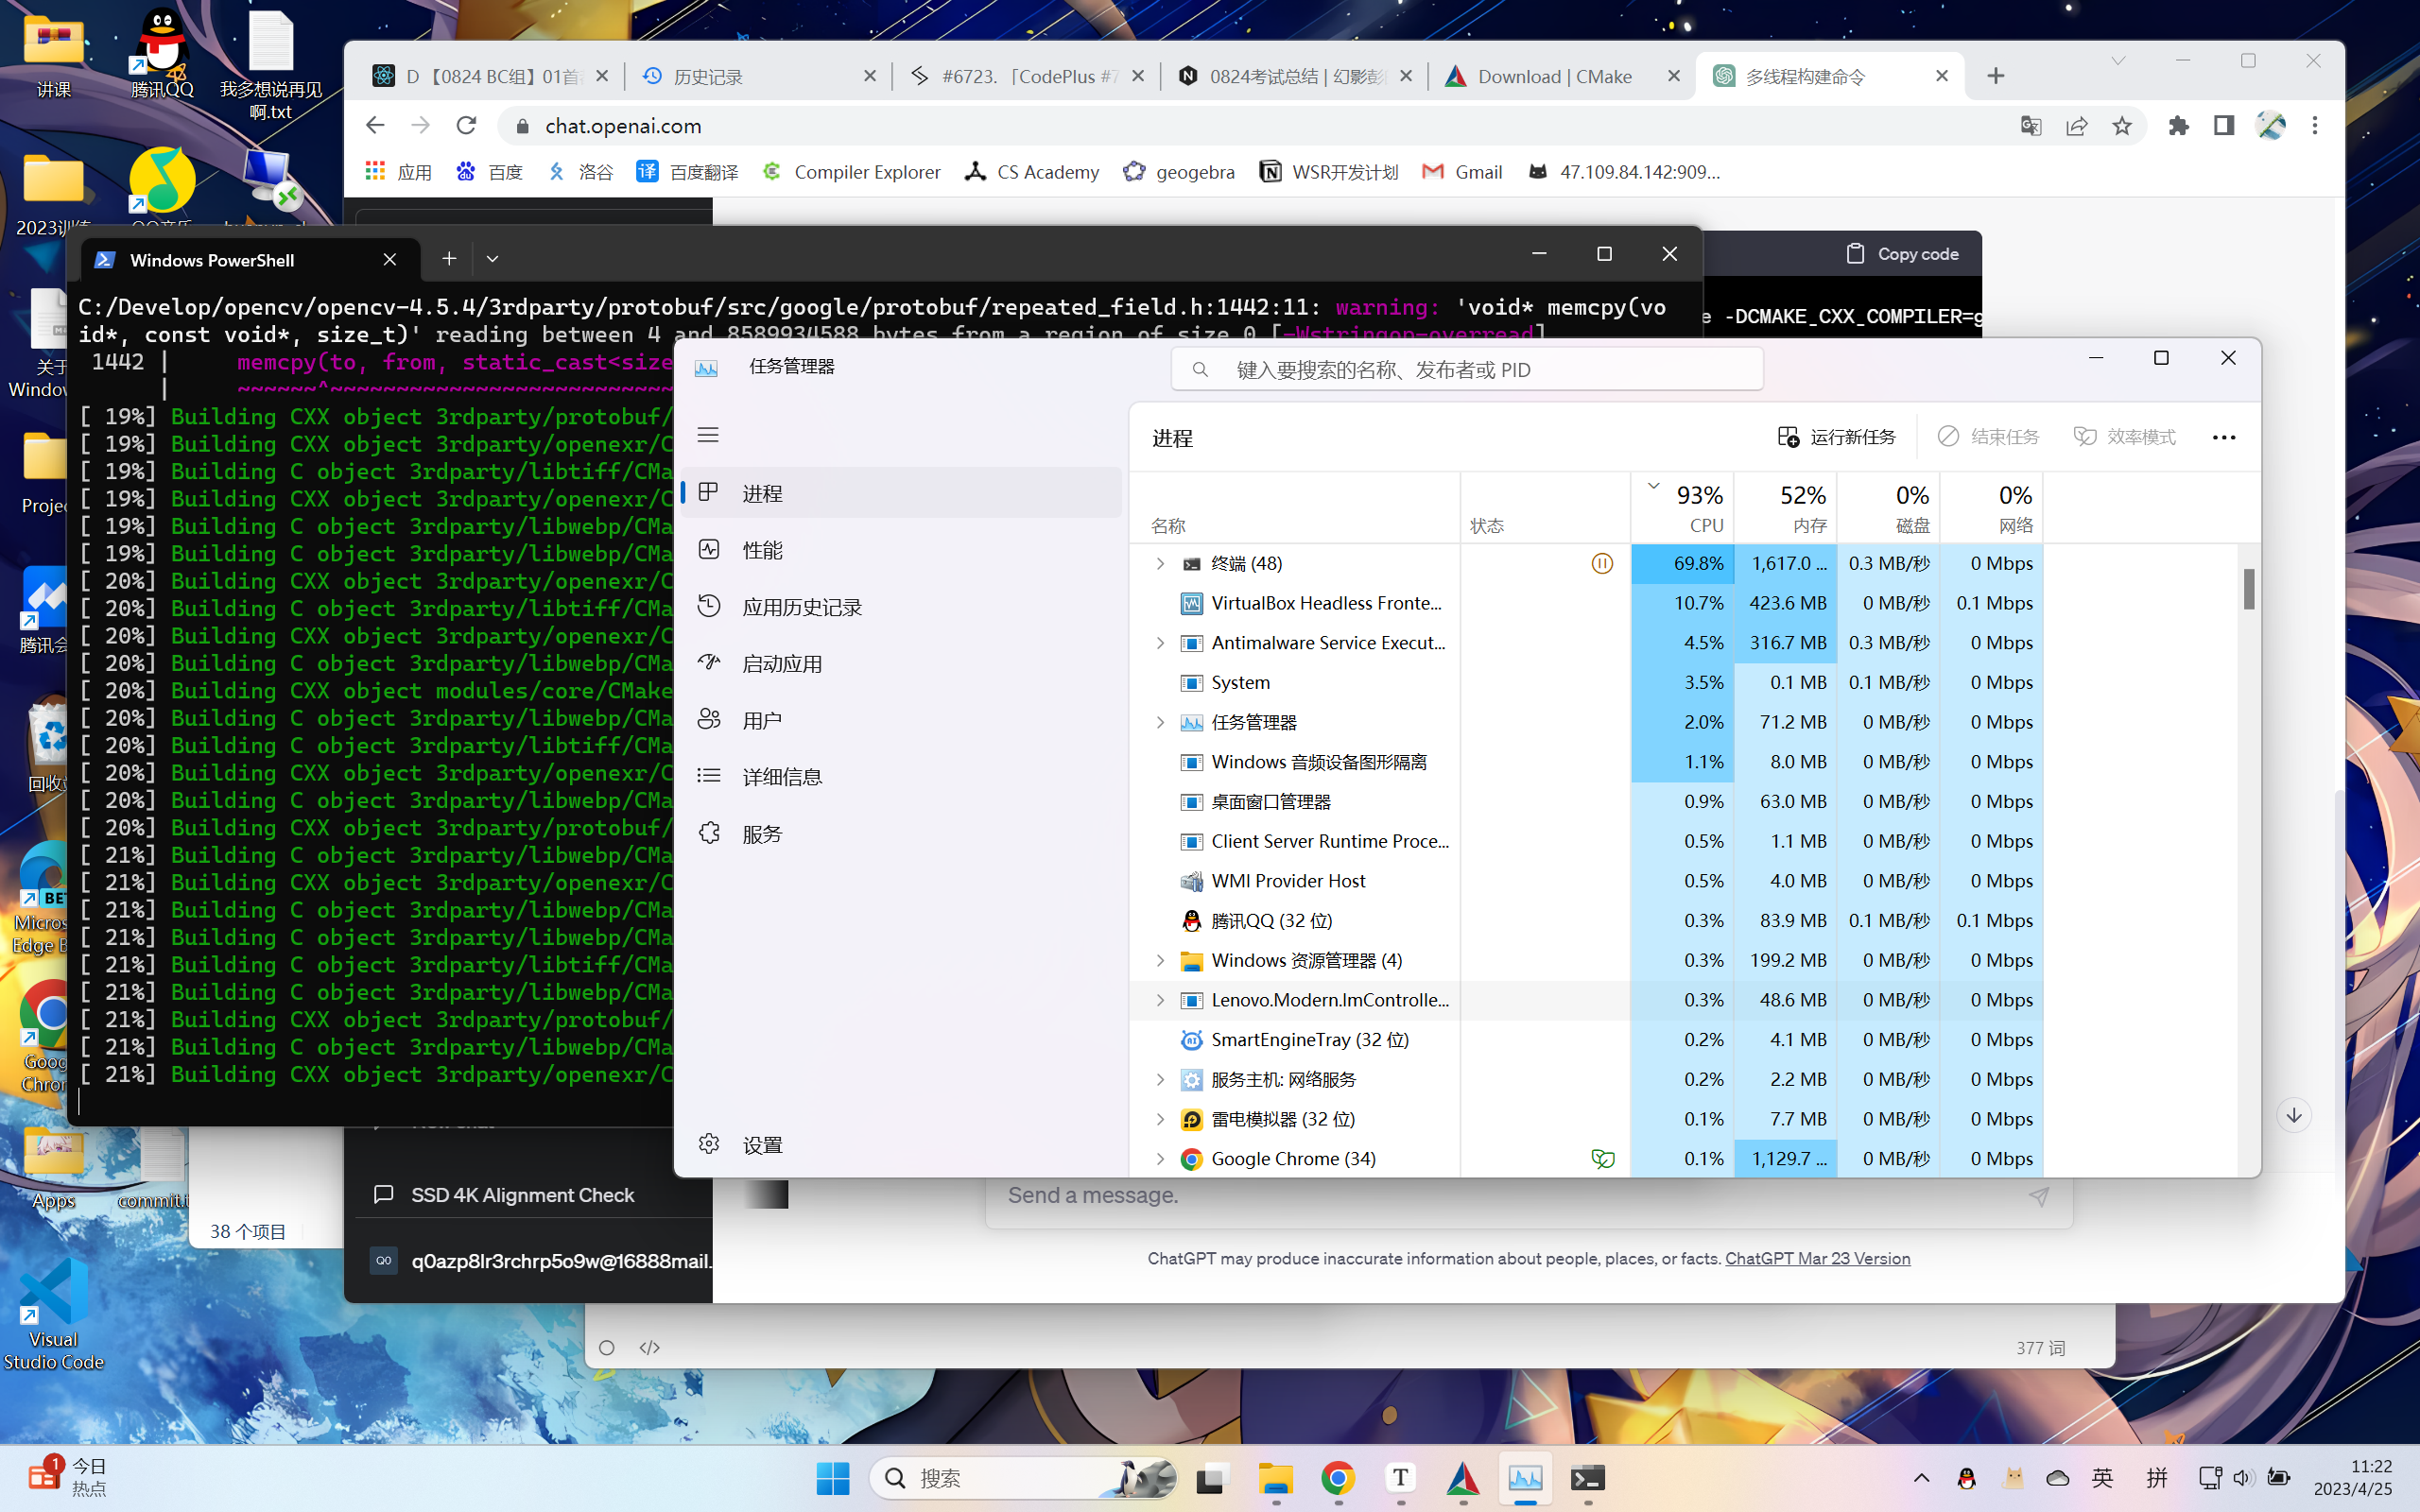 讲课
腾讯QQ
我多想说再见
啊.txt
D 【0824 BC组】01首
历史记录
#6723. 「CodePlus #7
0824考试总结 | 幻影彭
Download | CMake
多线程构建命令
chat.openai.com
应用
百度
洛谷
百度翻译
Compiler Explorer
CS Academy
geogebra
WSR开发计划
Gmail
47.109.84.142:909...
Windows PowerShell
Copy code
-DCMAKE_CXX_COMPILER=g
C:/Develop/opencv/opencv-4.5.4/3rdparty/protobuf/src/google/protobuf/repeated_field.h:1442:11: warning: 'void* memcpy(vo
id*, const void*, size_t)' reading between 4 and 8589934588 bytes from a region of size 0 [-Wstringop-overread]
1442 |     memcpy(to, from, static_cast<size
|     ~~~~~~^~~~~~~~~~~~~~~~~~~~~~~~~~~
[ 19%] Building CXX object 3rdparty/protobuf/
[ 19%] Building CXX object 3rdparty/openexr/C
[ 19%] Building C object 3rdparty/libtiff/CMa
[ 19%] Building CXX object 3rdparty/openexr/C
[ 19%] Building C object 3rdparty/libwebp/CMa
[ 19%] Building C object 3rdparty/libwebp/CMa
[ 20%] Building CXX object 3rdparty/openexr/C
[ 20%] Building C object 3rdparty/libtiff/CMa
[ 20%] Building CXX object 3rdparty/openexr/C
[ 20%] Building C object 3rdparty/libwebp/CMa
[ 20%] Building CXX object modules/core/CMake
[ 20%] Building C object 3rdparty/libwebp/CMa
[ 20%] Building C object 3rdparty/libtiff/CMa
[ 20%] Building CXX object 3rdparty/openexr/C
[ 20%] Building C object 3rdparty/libwebp/CMa
[ 20%] Building CXX object 3rdparty/protobuf/
[ 21%] Building C object 3rdparty/libwebp/CMa
[ 21%] Building CXX object 3rdparty/openexr/C
[ 21%] Building C object 3rdparty/libwebp/CMa
[ 21%] Building C object 3rdparty/libwebp/CMa
[ 21%] Building C object 3rdparty/libtiff/CMa
[ 21%] Building C object 3rdparty/libwebp/CMa
[ 21%] Building CXX object 3rdparty/protobuf/
[ 21%] Building C object 3rdparty/libwebp/CMa
[ 21%] Building CXX object 3rdparty/openexr/C
任务管理器
键入要搜索的名称、发布者或 PID
进程
性能
应用历史记录
启动应用
用户
详细信息
服务
设置
进程
运行新任务
结束任务
效率模式
名称
状态
93% CPU
52% 内存
0% 磁盘
0% 网络
终端 (48) 69.8% 1,617.0 ... 0.3 MB/秒 0 Mbps
VirtualBox Headless Fronte... 10.7% 423.6 MB 0 MB/秒 0.1 Mbps
Antimalware Service Execut... 4.5% 316.7 MB 0.3 MB/秒 0 Mbps
System 3.5% 0.1 MB 0.1 MB/秒 0 Mbps
任务管理器 2.0% 71.2 MB 0 MB/秒 0 Mbps
Windows 音频设备图形隔离 1.1% 8.0 MB 0 MB/秒 0 Mbps
桌面窗口管理器 0.9% 63.0 MB 0 MB/秒 0 Mbps
Client Server Runtime Proce... 0.5% 1.1 MB 0 MB/秒 0 Mbps
WMI Provider Host 0.5% 4.0 MB 0 MB/秒 0 Mbps
腾讯QQ (32 位) 0.3% 83.9 MB 0.1 MB/秒 0.1 Mbps
Windows 资源管理器 (4) 0.3% 199.2 MB 0 MB/秒 0 Mbps
Lenovo.Modern.ImControlle... 0.3% 48.6 MB 0 MB/秒 0 Mbps
SmartEngineTray (32 位) 0.2% 4.1 MB 0 MB/秒 0 Mbps
服务主机: 网络服务 0.2% 2.2 MB 0 MB/秒 0 Mbps
雷电模拟器 (32 位) 0.1% 7.7 MB 0 MB/秒 0 Mbps
Google Chrome (34) 0.1% 1,129.7 ... 0 MB/秒 0 Mbps
2023训练
关于
Window
Projec
腾讯会
回收站
BET
Micros
Edge B
Goog
Chrom
Apps
commit.t
Visual
Studio Code
38 个项目
SSD 4K Alignment Check
Q0
q0azp8lr3rchrp5o9w@16888mail.
Send a message.
ChatGPT may produce inaccurate information about people, places, or facts. ChatGPT Mar 23 Version
377 词
1
今日
热点
搜索
英
拼
11:22
2023/4/25